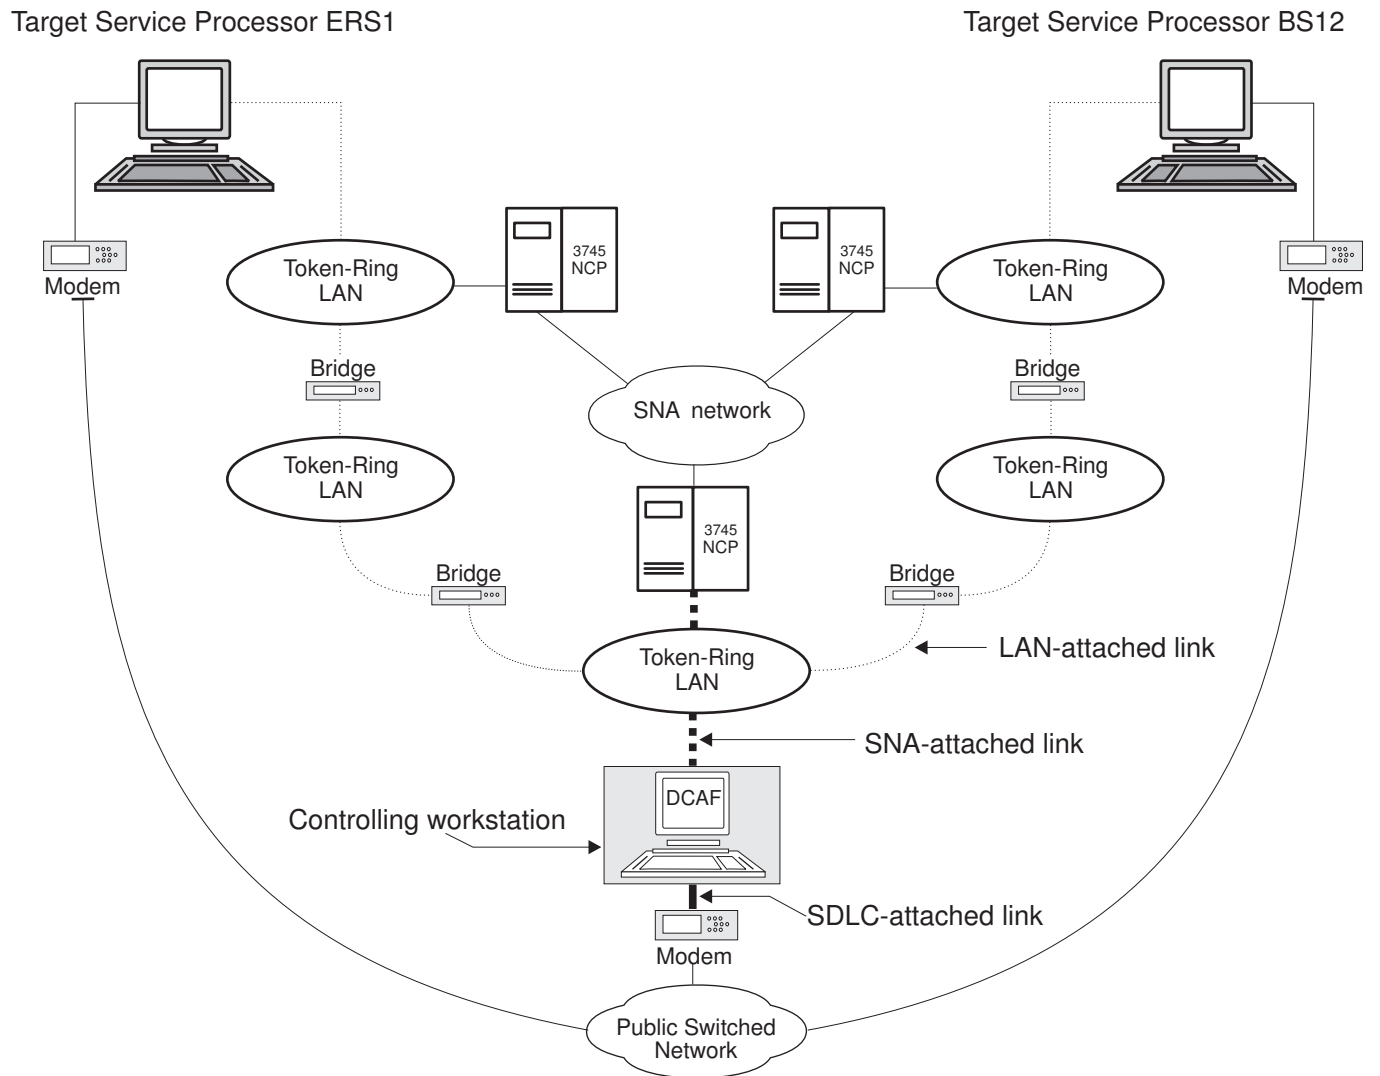 Target Service Processor ERS1
Target Service Processor BS12
3745
NCP
3745
NCP
Token-Ring
LAN
Token-Ring
LAN
Modem
Modem
Bridge
Bridge
SNA network
Token-Ring
LAN
Token-Ring
LAN
3745
NCP
Bridge
Bridge
Token-Ring
LAN
LAN-attached link
SNA-attached link
DCAF
Controlling workstation
SDLC-attached link
Modem
Public Switched
Network